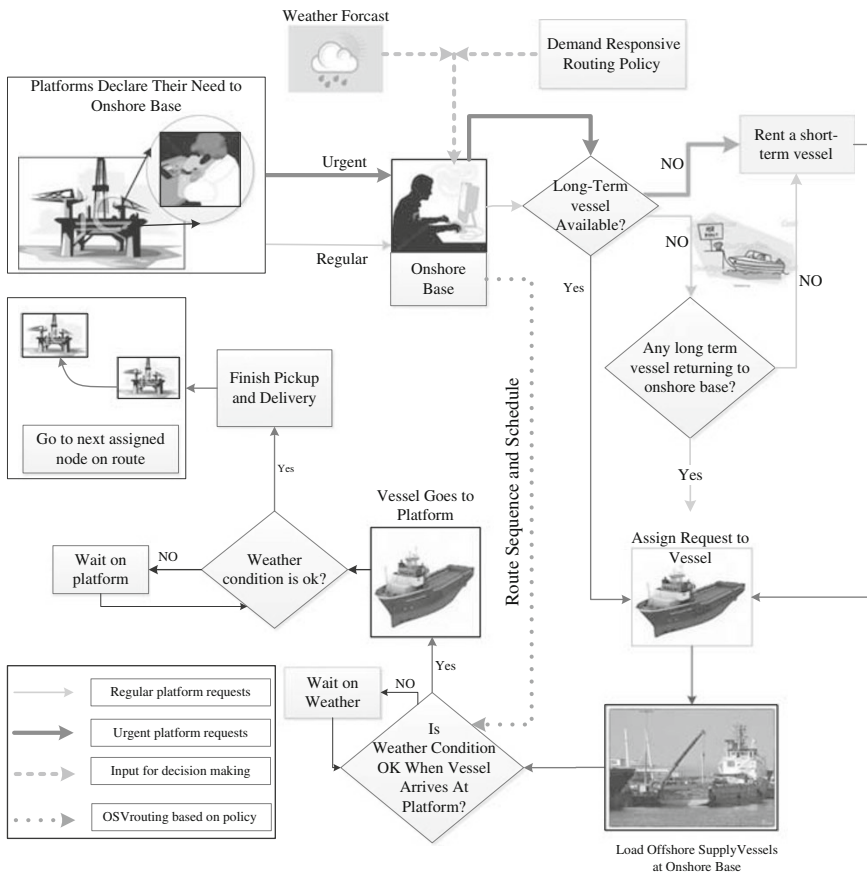 Weather Forcast
Demand Responsive
Routing Policy
Platforms Declare Their Need to
Onshore Base
Urgent
Regular
Onshore
Base
Long-Term
vessel
Available?
NO
Rent a short-
term vessel
NO
NO
Yes
Any long term
vessel returning to
onshore base?
Yes
Finish Pickup
and Delivery
Go to next assigned
node on route
Yes
Route Sequence and Schedule
Vessel Goes to
Platform
Assign Request to
Vessel
Wait on
platform
NO
Weather
condition is ok?
Yes
Wait on
Weather
NO
Is
Weather Condition
OK When Vessel
Arrives At
Platform?
Regular platform requests
Urgent platform requests
Input for decision making
OSVrouting based on policy
Load Offshore SupplyVessels
at Onshore Base